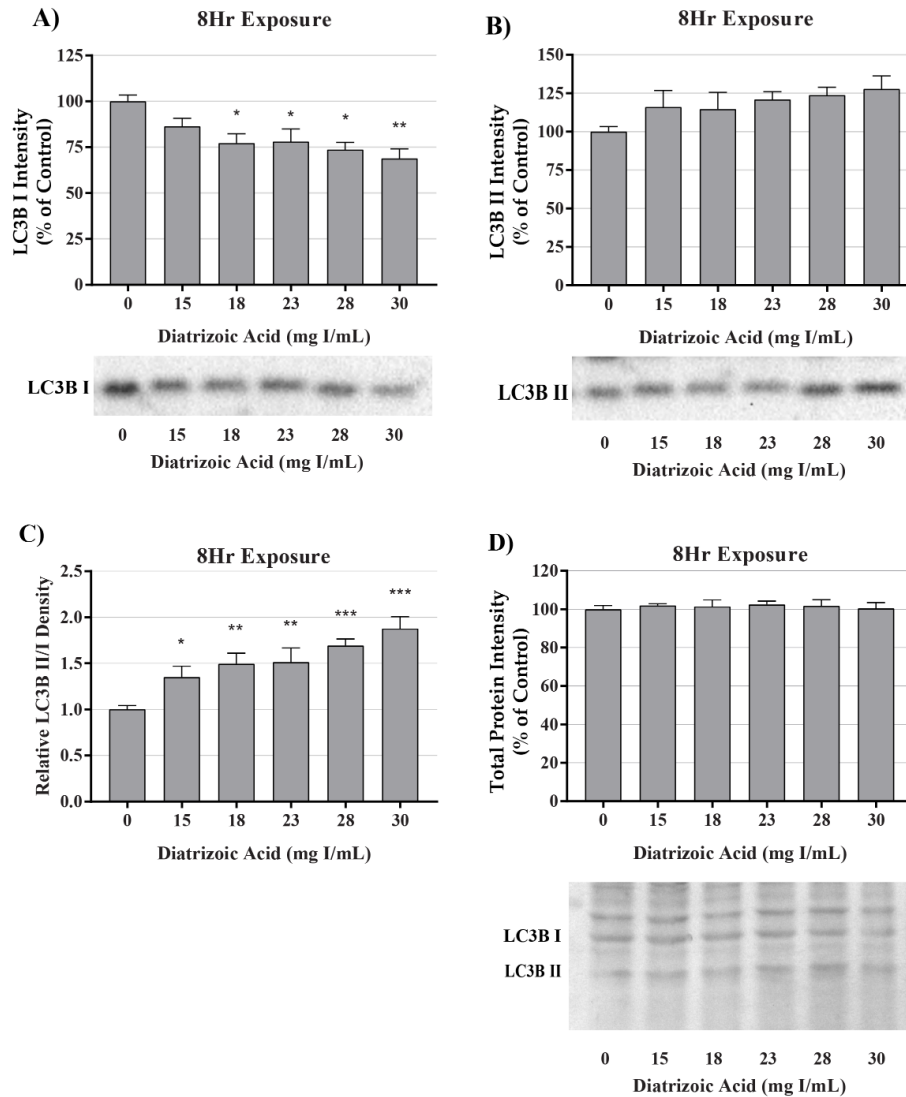 A)
8Hr Exposure
LC3B I Intensity
(% of Control)
125
100
75
50
25
0
* * * **
0 15 18 23 28 30
Diatrizoic Acid (mg I/mL)
LC3B I
0 15 18 23 28 30
Diatrizoic Acid (mg I/mL)
B)
8Hr Exposure
LC3B II Intensity
(% of Control)
150
125
100
75
50
25
0
0 15 18 23 28 30
Diatrizoic Acid (mg I/mL)
LC3B II
0 15 18 23 28 30
Diatrizoic Acid (mg I/mL)
C)
8Hr Exposure
Relative LC3B II/I Density
2.5
2.0
1.5
1.0
0.5
0.0
* ** ** *** ***
0 15 18 23 28 30
Diatrizoic Acid (mg I/mL)
D)
8Hr Exposure
Total Protein Intensity
(% of Control)
120
100
80
60
40
20
0
0 15 18 23 28 30
Diatrizoic Acid (mg I/mL)
LC3B I
LC3B II
0 15 18 23 28 30
Diatrizoic Acid (mg I/mL)